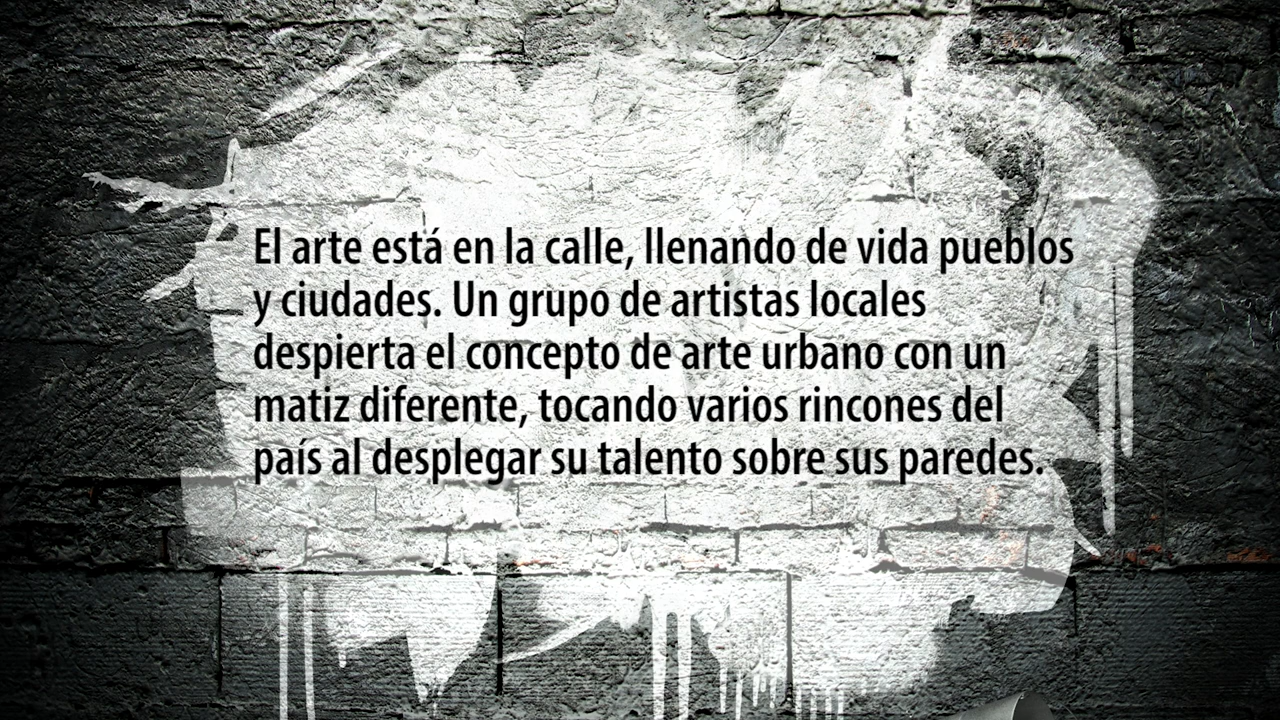 El arte está en la calle, llenando de vida pueblos
y ciudades. Un grupo de artistas locales
despierta el concepto de arte urbano con un
matiz diferente, tocando varios rincones del
país al desplegar su talento sobre sus paredes.